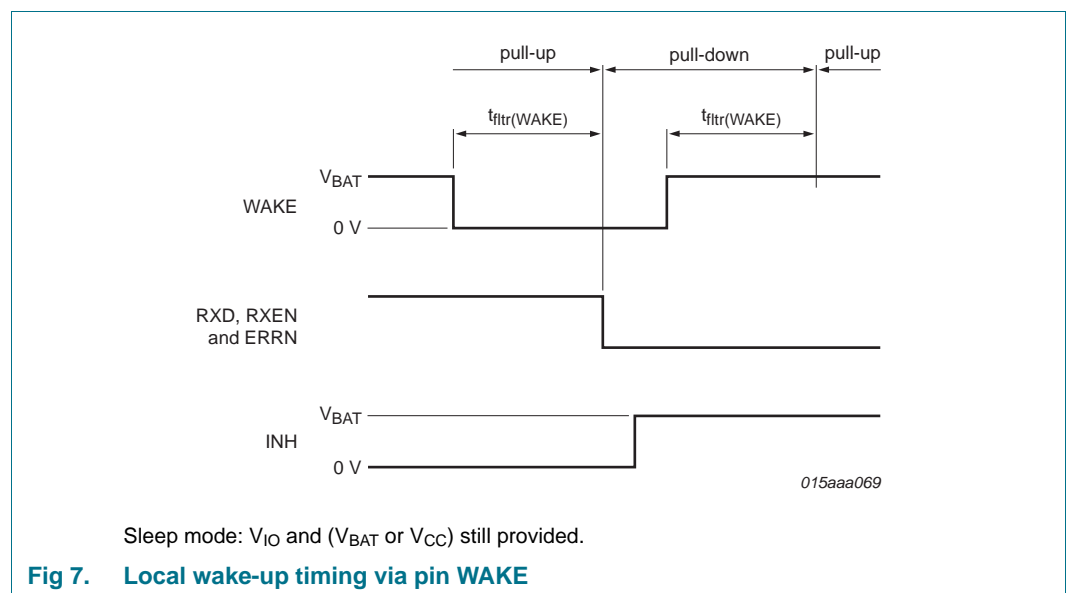 pull-up pull-down pull-up
tfltr(WAKE) tfltr(WAKE)
VBAT
WAKE
0 V
RXD, RXEN
and ERRN
VBAT
INH
0 V
015aaa069
Sleep mode: VIO and (VBAT or VCC) still provided.
Fig 7. Local wake-up timing via pin WAKE